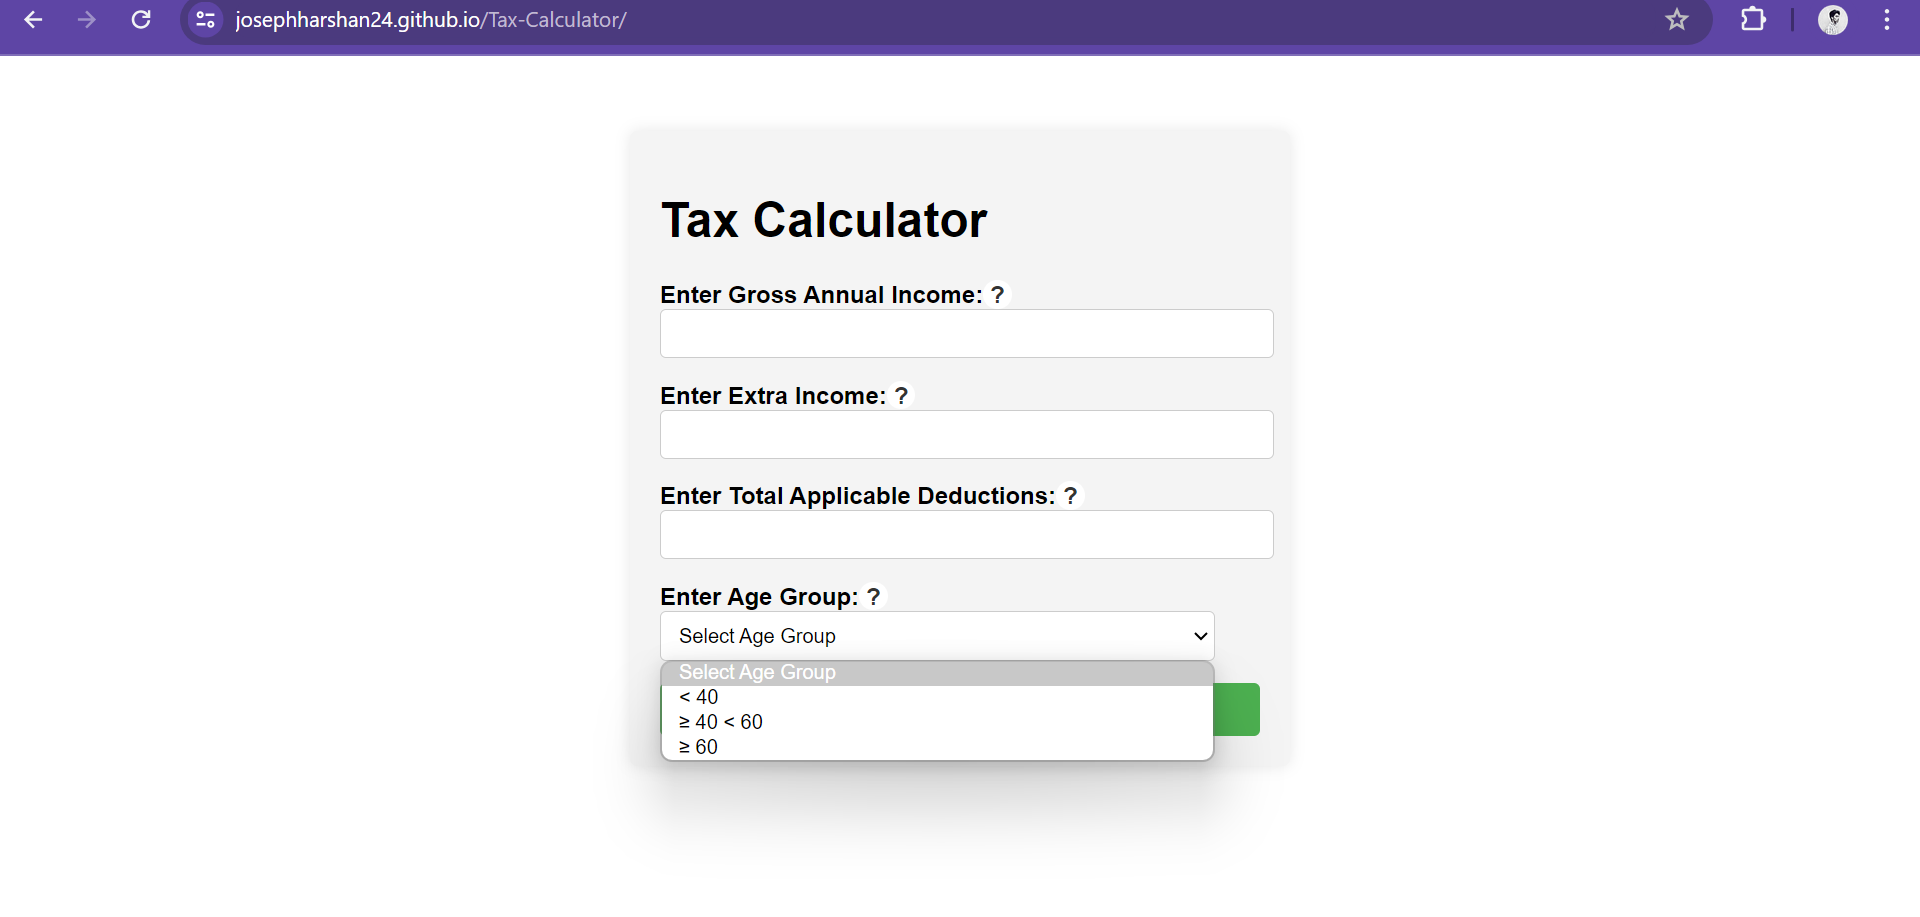 josephharshan24.github.io/Tax-Calculator/
Tax Calculator
Enter Gross Annual Income: ?
Enter Extra Income: ?
Enter Total Applicable Deductions: ?
Enter Age Group: ?
Select Age Group
Select Age Group
< 40
≥ 40 < 60
≥ 60